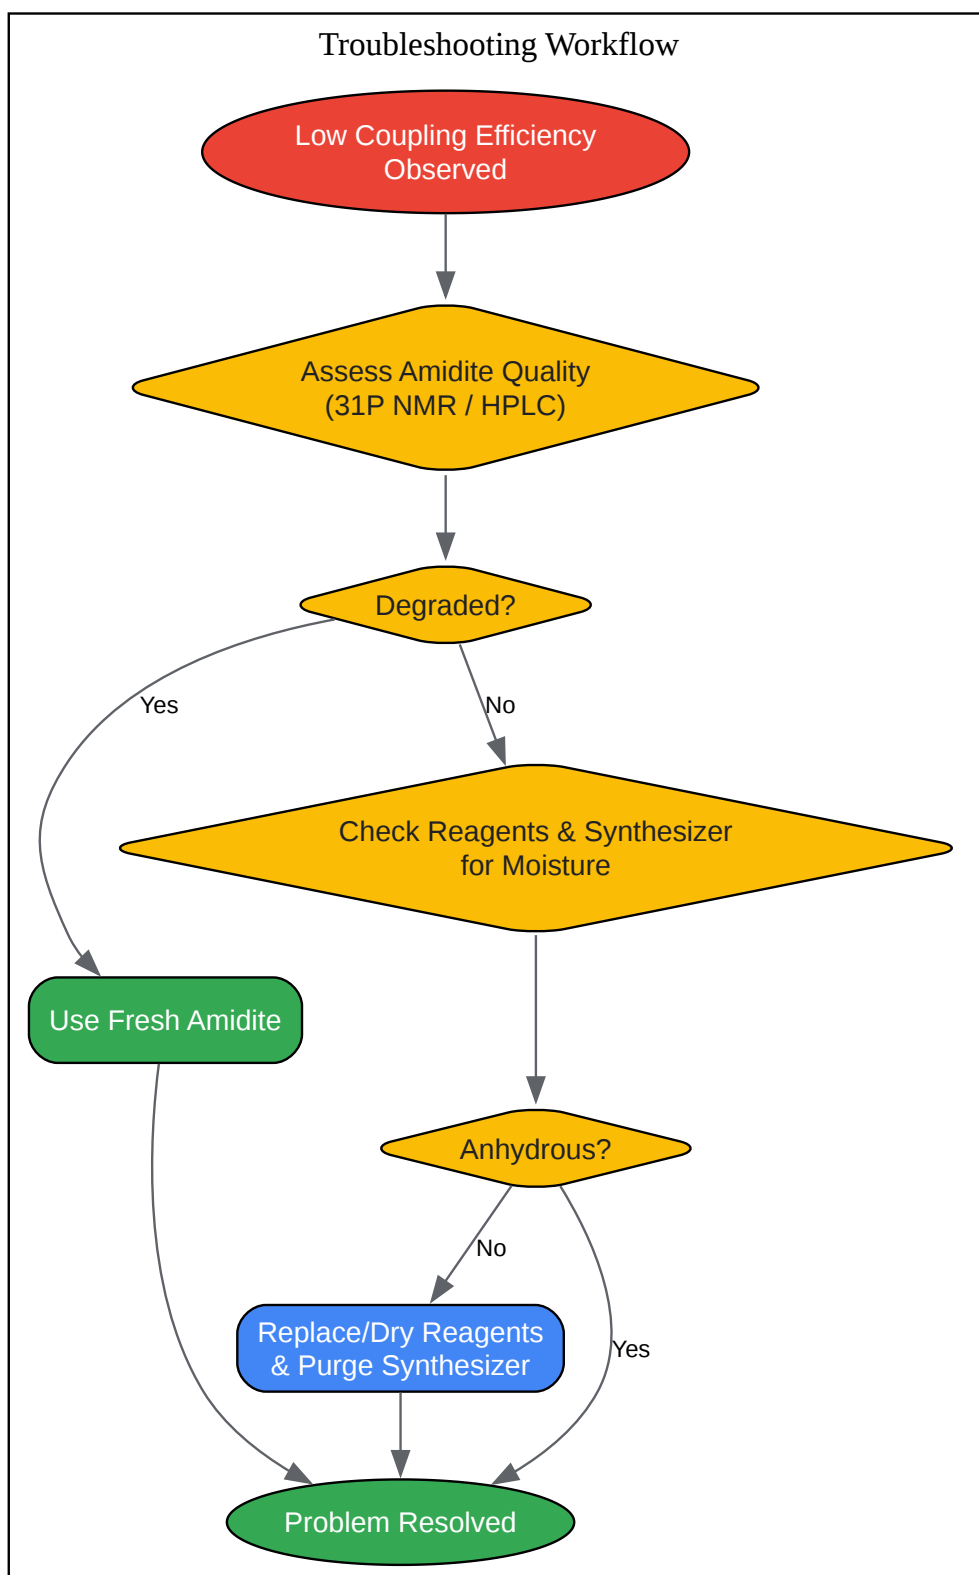 Troubleshooting Workflow
Low Coupling Efficiency
Observed
Assess Amidite Quality
(31P NMR / HPLC)
Degraded?
Yes
No
Check Reagents & Synthesizer
for Moisture
Use Fresh Amidite
Anhydrous?
No
Replace/Dry Reagents
& Purge Synthesizer
Yes
Problem Resolved